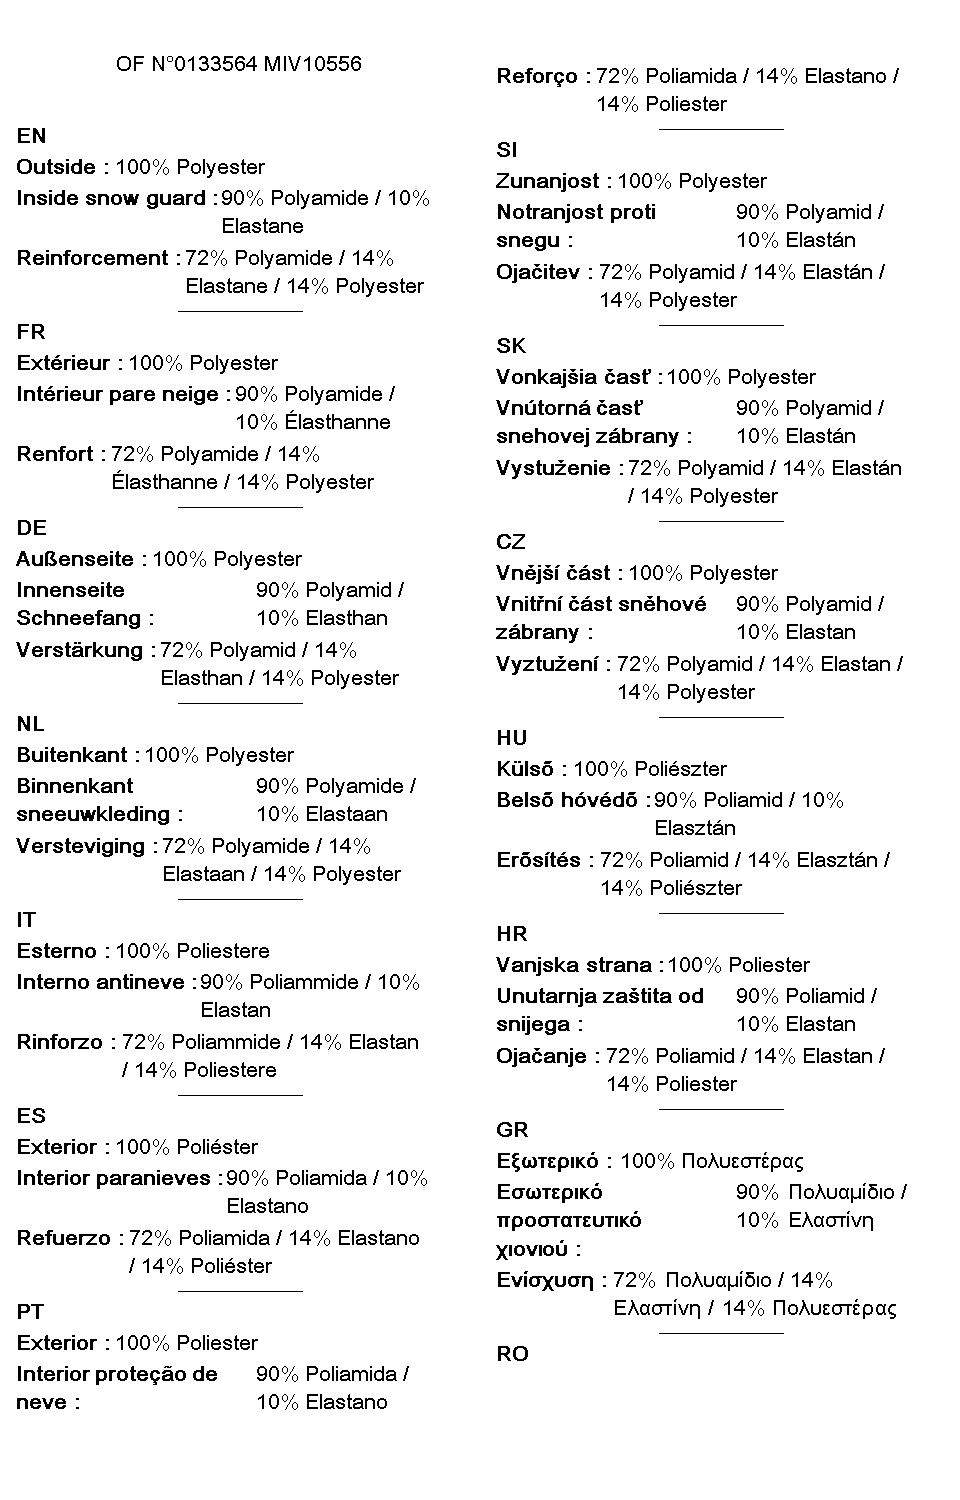 OF N°0133564 MIV10556
EN
Outside : 100% Polyester
Inside snow guard : 90% Polyamide / 10%
Elastane
Reinforcement : 72% Polyamide / 14%
Elastane / 14% Polyester
FR
Extérieur : 100% Polyester
Intérieur pare neige : 90% Polyamide /
10% Élasthanne
Renfort : 72% Polyamide / 14%
Élasthanne / 14% Polyester
DE
Außenseite : 100% Polyester
Innenseite 90% Polyamid /
Schneefang : 10% Elasthan
Verstärkung : 72% Polyamid / 14%
Elasthan / 14% Polyester
NL
Buitenkant : 100% Polyester
Binnenkant 90% Polyamide /
sneeuwkleding : 10% Elastaan
Versteviging : 72% Polyamide / 14%
Elastaan / 14% Polyester
IT
Esterno : 100% Poliestere
Interno antineve : 90% Poliammide / 10%
Elastan
Rinforzo : 72% Poliammide / 14% Elastan
/ 14% Poliestere
ES
Exterior : 100% Poliéster
Interior paranieves : 90% Poliamida / 10%
Elastano
Refuerzo : 72% Poliamida / 14% Elastano
/ 14% Poliéster
PT
Exterior : 100% Poliester
Interior proteção de 90% Poliamida /
neve : 10% Elastano
Reforço : 72% Poliamida / 14% Elastano /
14% Poliester
SI
Zunanjost : 100% Polyester
Notranjost proti 90% Polyamid /
snegu : 10% Elastán
Ojačitev : 72% Polyamid / 14% Elastán /
14% Polyester
SK
Vonkajšia časť : 100% Polyester
Vnútorná časť 90% Polyamid /
snehovej zábrany : 10% Elastán
Vystuženie : 72% Polyamid / 14% Elastán
/ 14% Polyester
CZ
Vnější část : 100% Polyester
Vnitřní část sněhové 90% Polyamid /
zábrany : 10% Elastan
Vyztužení : 72% Polyamid / 14% Elastan /
14% Polyester
HU
Külső : 100% Poliészter
Belső hóvédő : 90% Poliamid / 10%
Elasztán
Erősítés : 72% Poliamid / 14% Elasztán /
14% Poliészter
HR
Vanjska strana : 100% Poliester
Unutarnja zaštita od 90% Poliamid /
snijega : 10% Elastan
Ojačanje : 72% Poliamid / 14% Elastan /
14% Poliester
GR
Εξωτερικό : 100% Πολυεστέρας
Εσωτερικό 90% Πολυαμίδιο /
προστατευτικό 10% Ελαστίνη
χιονιού :
Ενίσχυση : 72% Πολυαμίδιο / 14%
Ελαστίνη / 14% Πολυεστέρας
RO